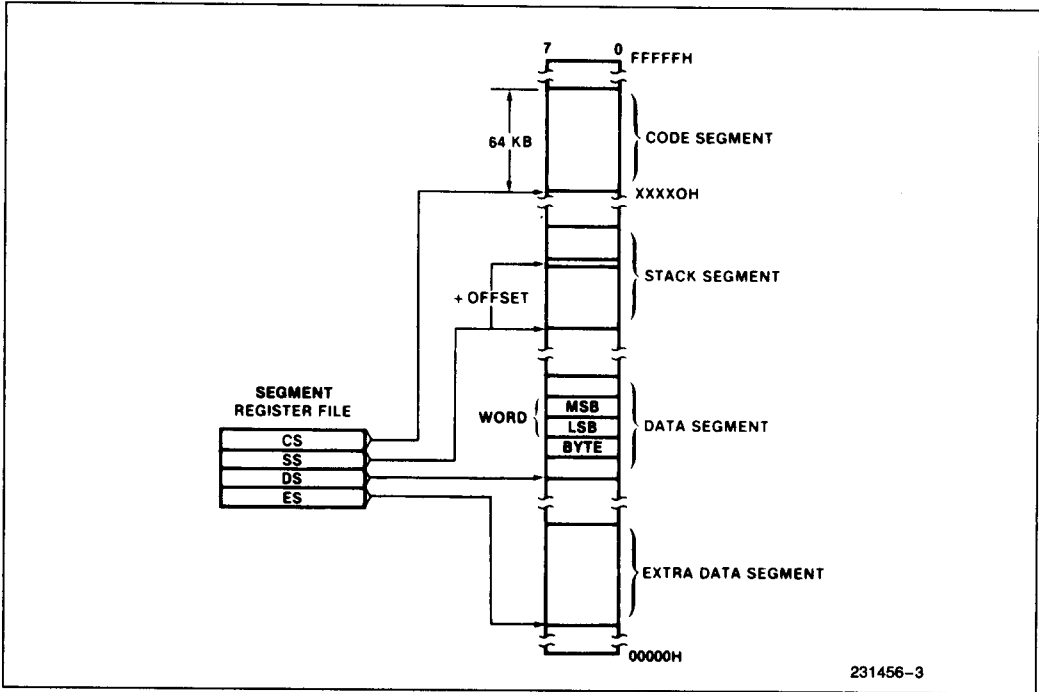 7 0
FFFFFH
64 KB
CODE SEGMENT
XXXXOH
STACK SEGMENT
+ OFFSET
SEGMENT
REGISTER FILE
CS
SS
DS
ES
WORD
MSB
LSB
BYTE
DATA SEGMENT
EXTRA DATA SEGMENT
00000H
231456-3